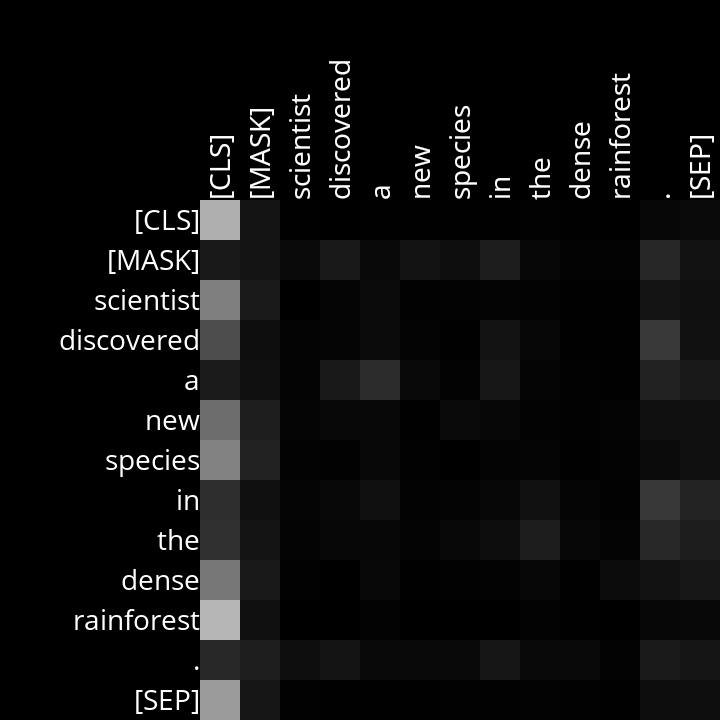 [CLS] [MASK] scientist discovered a new species in the dense rainforest . [SEP]
[CLS]
[MASK]
scientist
discovered
a
new
species
in
the
dense
rainforest
.
[SEP]